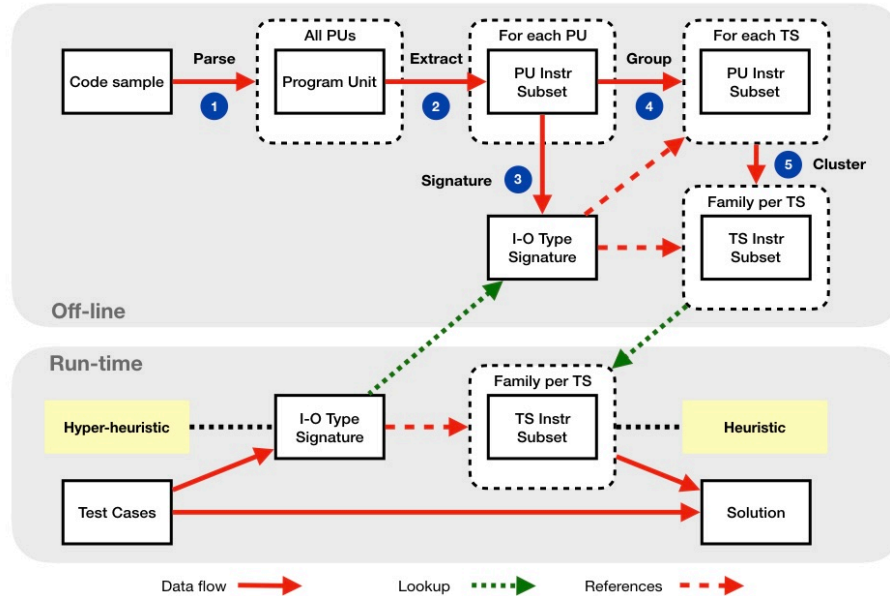 All PUs
For each PU
For each TS
Parse
Extract
Group
Code sample
Program Unit
PU Instr
Subset
PU Instr
Subset
1
2
4
3
5
Cluster
Signature
Family per TS
I-O Type
Signature
TS Instr
Subset
Off-line
Run-time
Family per TS
Hyper-heuristic
I-O Type
Signature
TS Instr
Subset
Heuristic
Test Cases
Solution
Data flow
Lookup
References